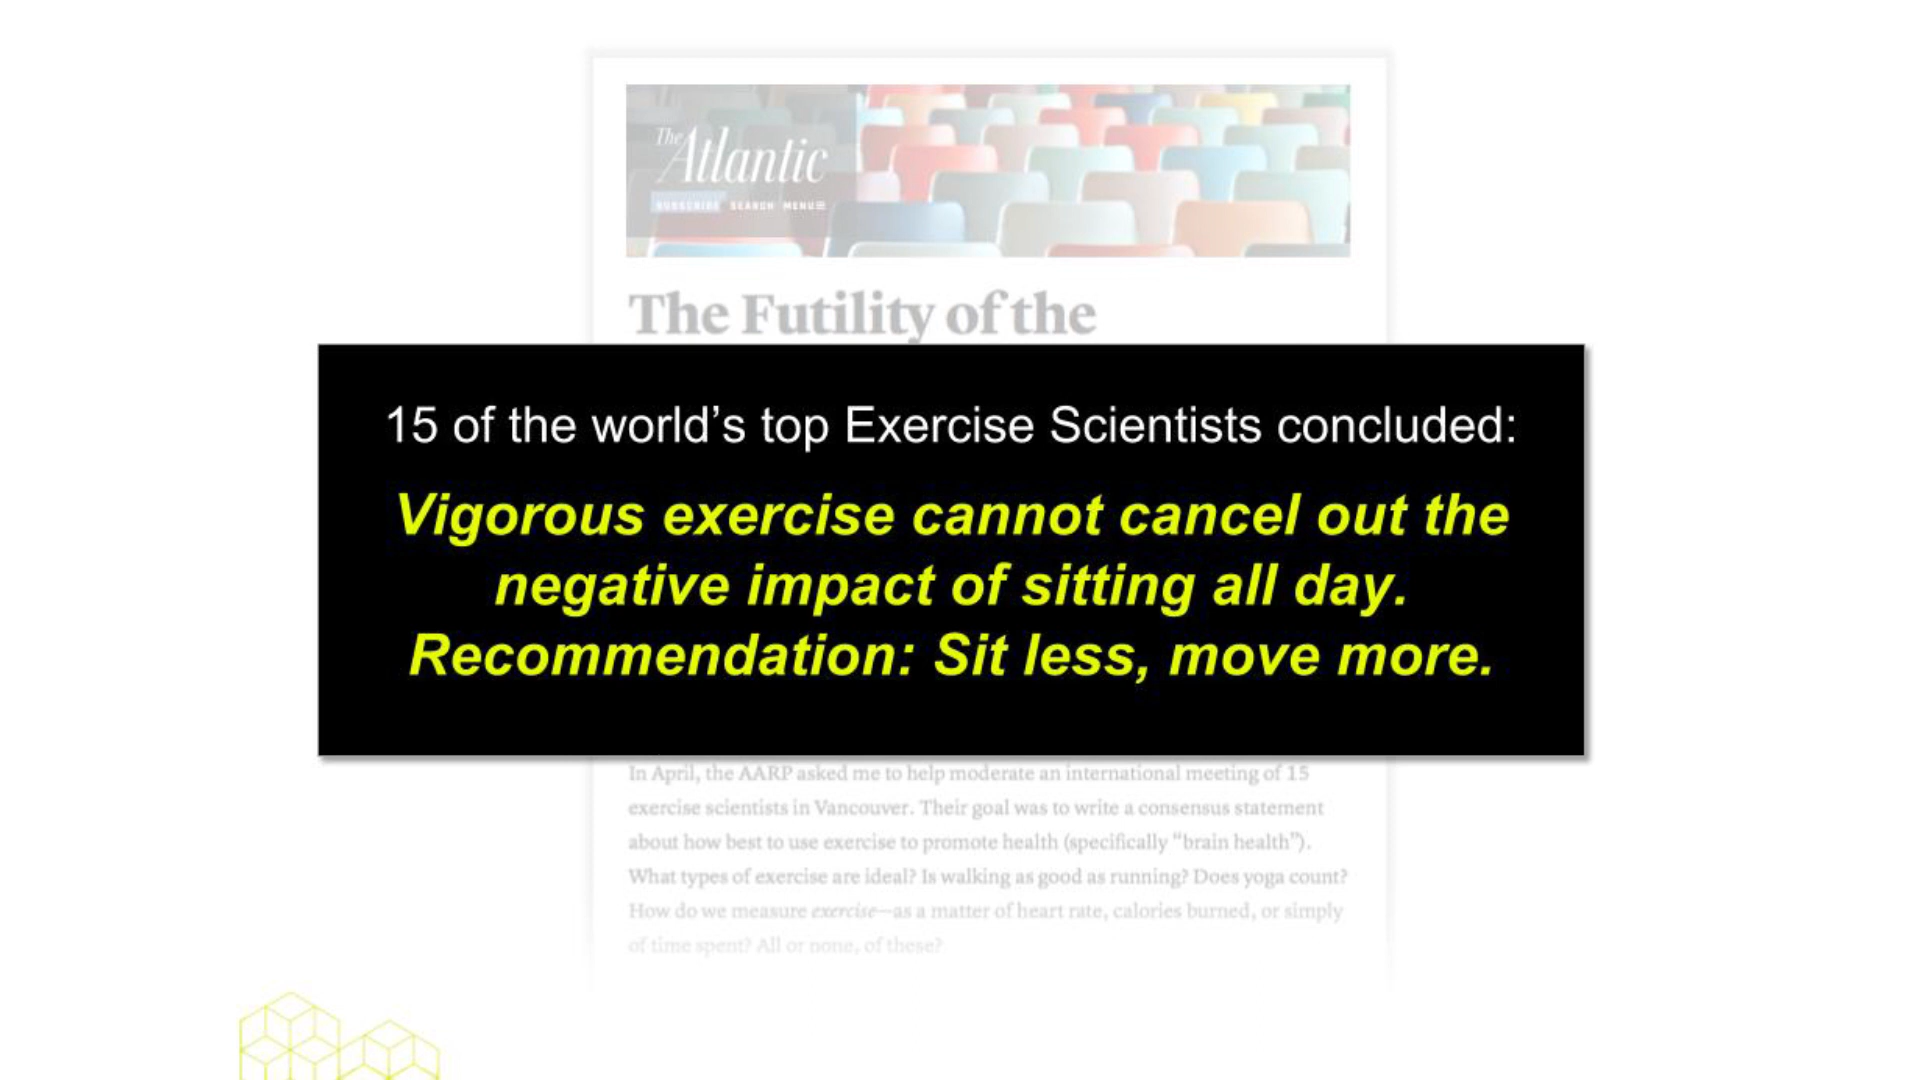 The Atlantic
SUBSCRIBE SEARCH MENU
The Futility of the
15 of the world’s top Exercise Scientists concluded:
Vigorous exercise cannot cancel out the
negative impact of sitting all day.
Recommendation: Sit less, move more.
In April, the AARP asked me to help moderate an international meeting of 15
exercise scientists in Vancouver. Their goal was to write a consensus statement
about how best to use exercise to promote health (specifically “brain health”).
What types of exercise are ideal? Is walking as good as running? Does yoga count?
How do we measure exercise—as a matter of heart rate, calories burned, or simply
of time spent? All or none, of these?